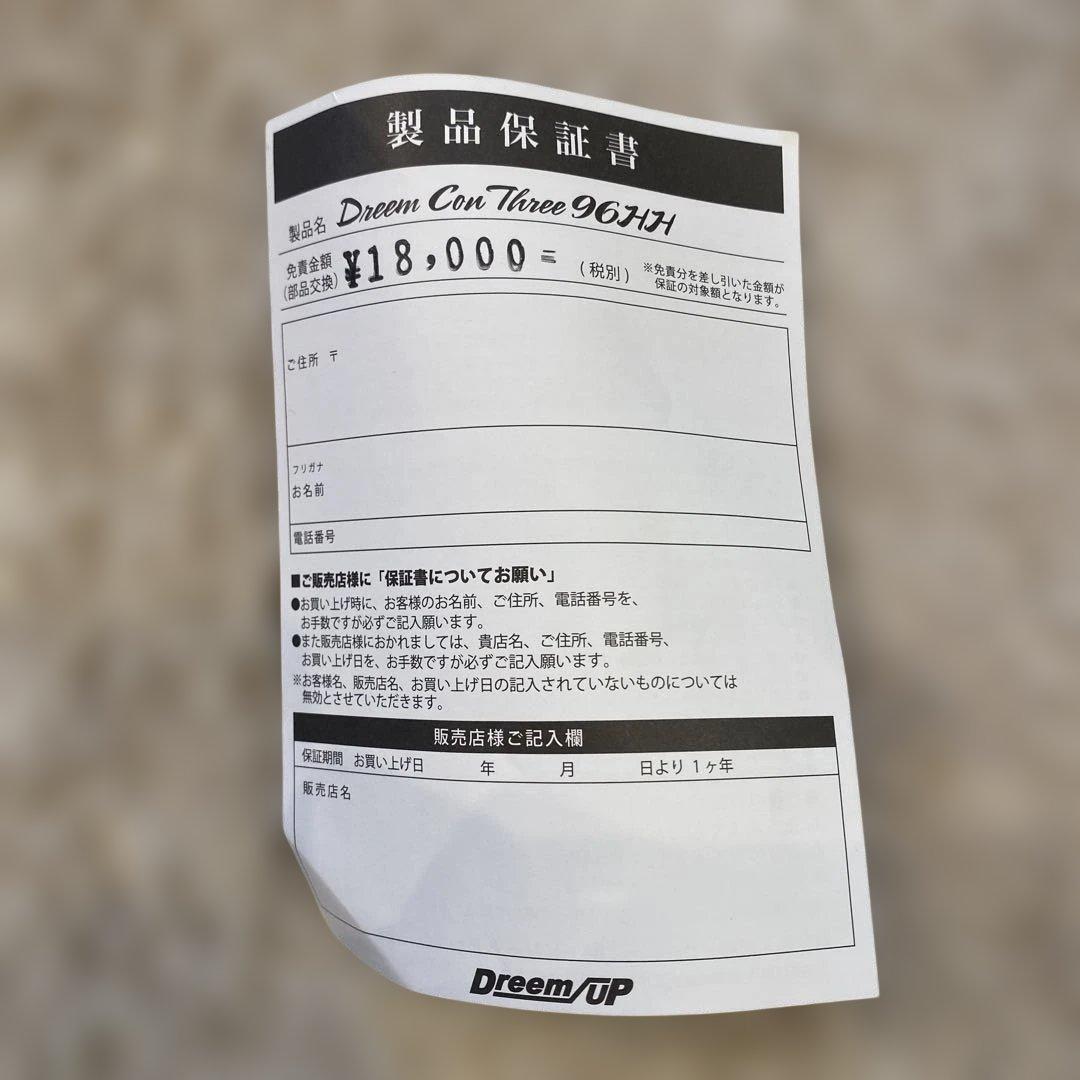 製品保証書
製品名 Dreem Con Three 96HH
免責金額
(部品交換) ¥18,000= (税別) ※免責分を差し引いた金額が
保証の対象額となります。
ご住所 〒
フリガナ
お名前
電話番号
■ご販売店様に「保証書についてお願い」
●お買い上げ時に、お客様のお名前、ご住所、電話番号を、
お手数ですが必ずご記入願います。
●また販売店様におかれましては、貴店名、ご住所、電話番号、
お買い上げ日を、お手数ですが必ずご記入願います。
※お客様名、販売店名、お買い上げ日の記入されていないものについては
無効とさせていただきます。
販売店様ご記入欄
保証期間 お買い上げ日 年 月 日より 1ヶ年
販売店名
Dreem/UP